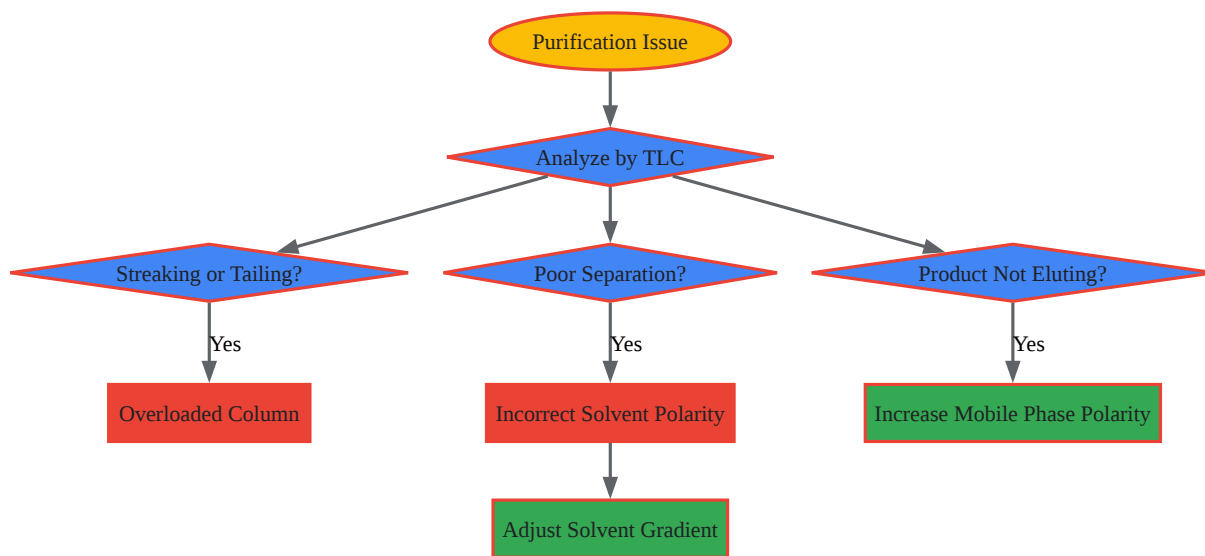 Purification Issue
Analyze by TLC
Streaking or Tailing?
Poor Separation?
Product Not Eluting?
Yes
Yes
Yes
Overloaded Column
Incorrect Solvent Polarity
Increase Mobile Phase Polarity
Adjust Solvent Gradient